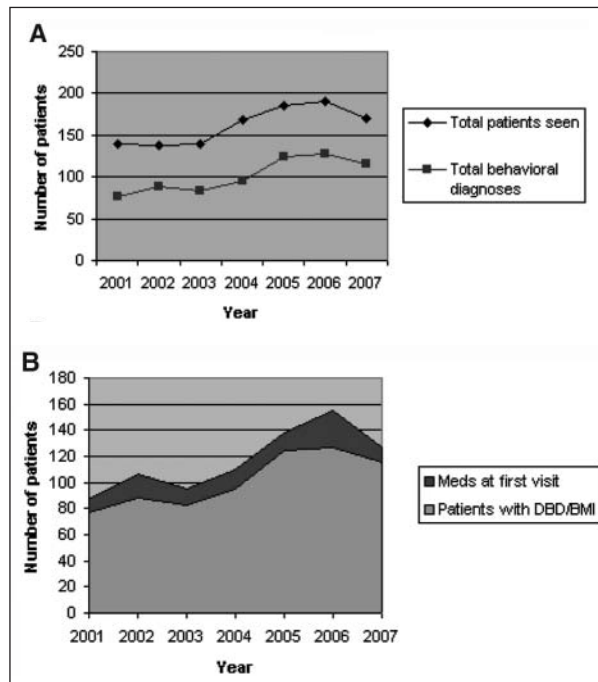 A
Number of patients
250
200
150
100
50
0
2001 2002 2003 2004 2005 2006 2007
Year
Total patients seen
Total behavioral
diagnoses
B
Number of patients
180
160
140
120
100
80
60
40
20
0
2001 2002 2003 2004 2005 2006 2007
Year
Meds at first visit
Patients with DBD/BMI